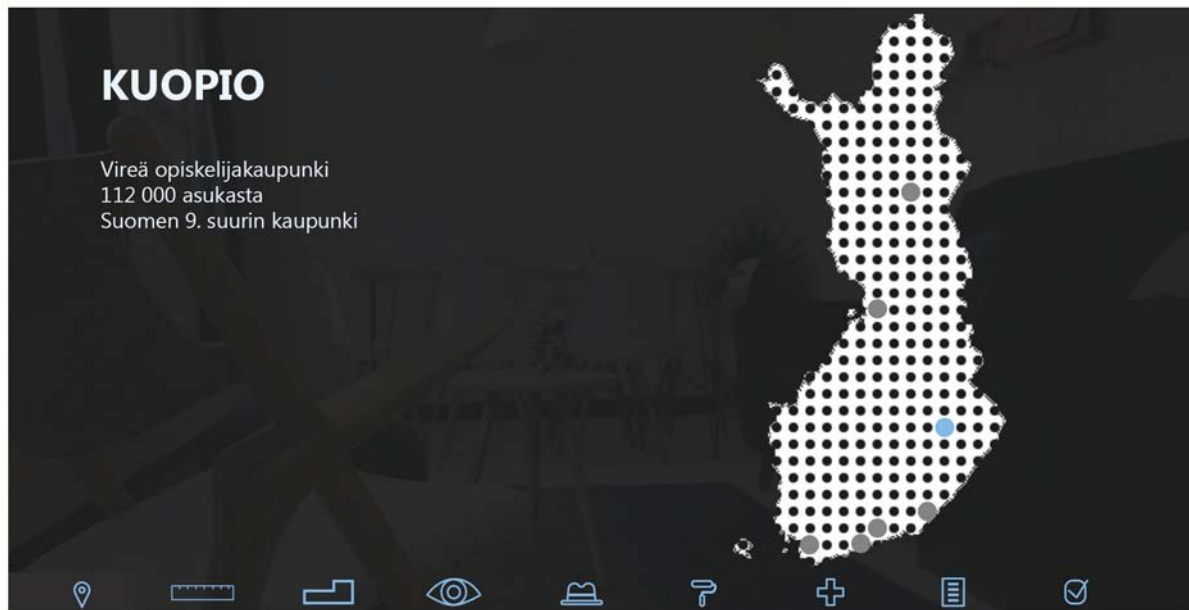 KUOPIO
Vireä opiskelijakaupunki
112 000 asukasta
Suomen 9. suurin kaupunki